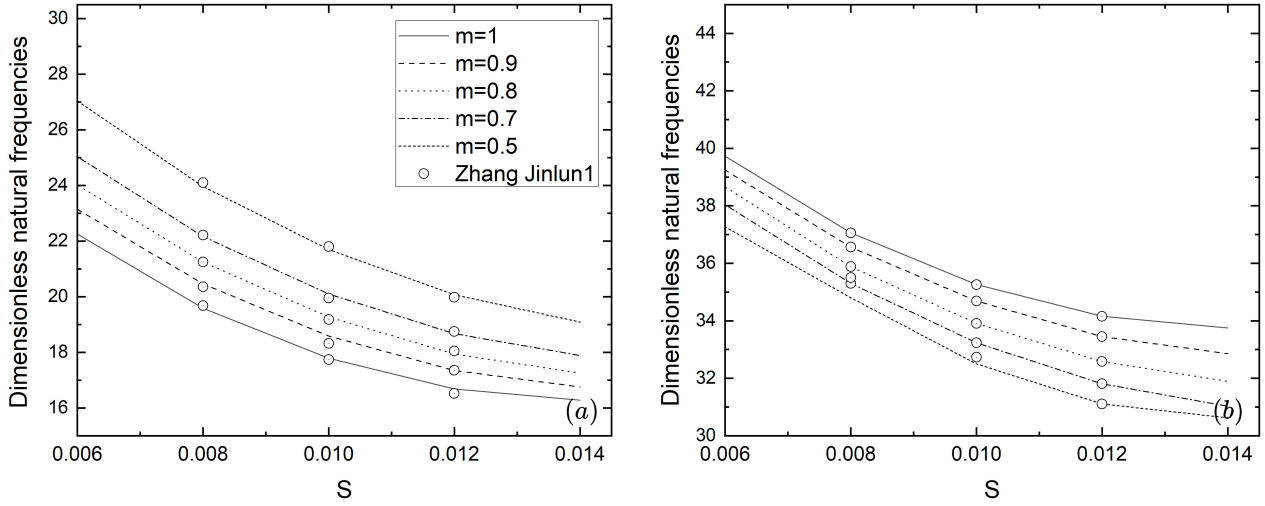 Dimensionless natural frequencies
30
28
26
24
22
20
18
16
m=1
m=0.9
m=0.8
m=0.7
m=0.5
Zhang Jinlun1
(a)
0.006 0.008 0.010 0.012 0.014
S
Dimensionless natural frequencies
44
42
40
38
36
34
32
30
(b)
0.006 0.008 0.010 0.012 0.014
S